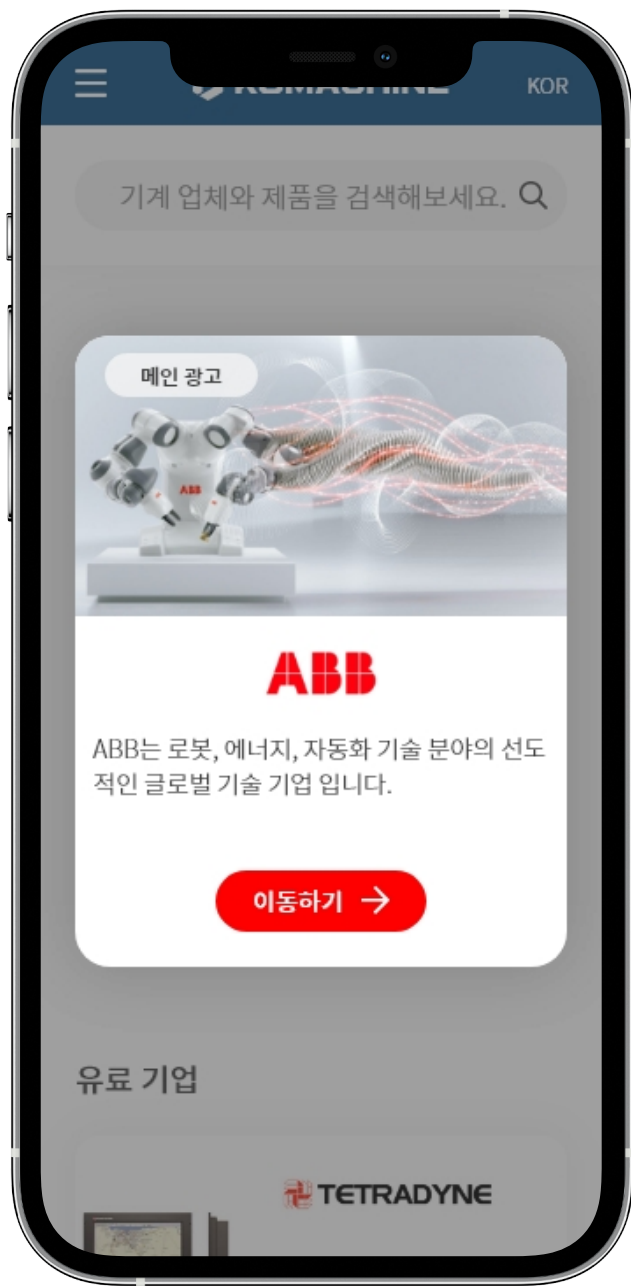 KOMACHINE
KOR
기계 업체와 제품을 검색해보세요.
메인 광고
ABB
ABB
ABB는 로봇, 에너지, 자동화 기술 분야의 선도
적인 글로벌 기술 기업 입니다.
이동하기
유료 기업
TETRADYNE